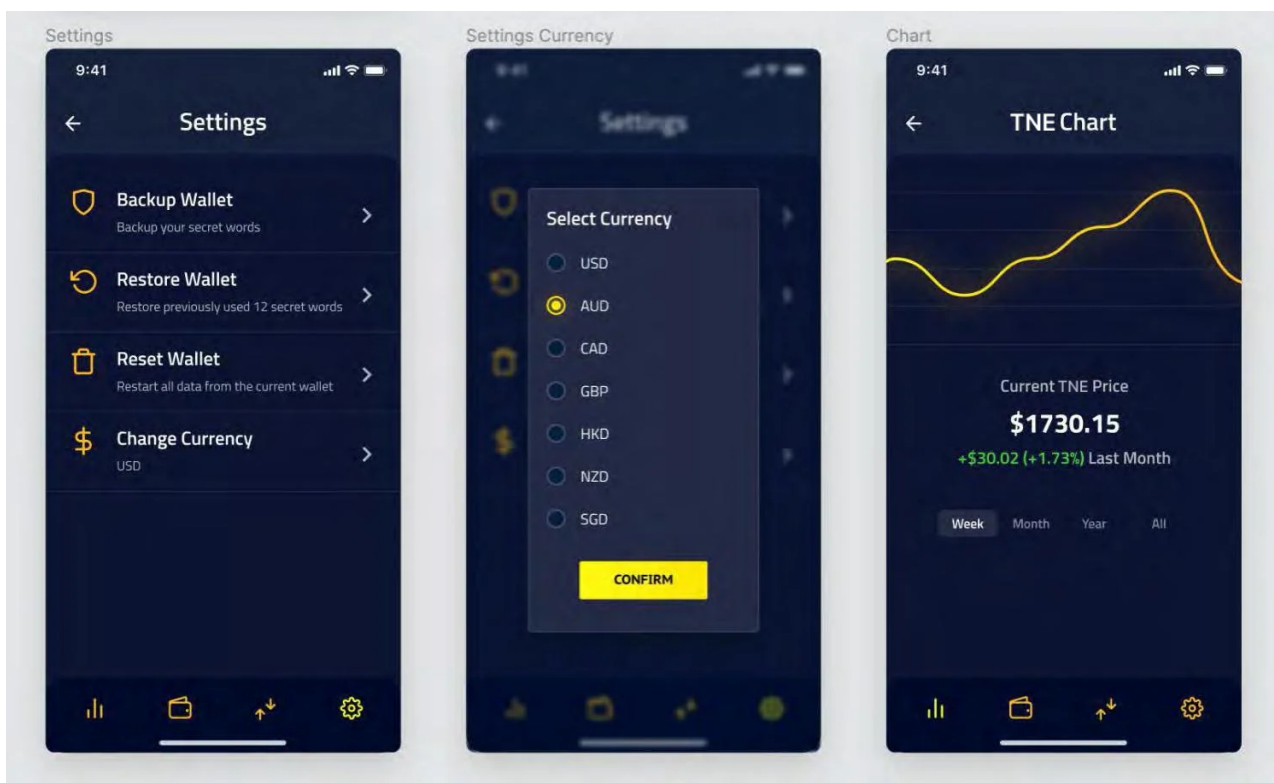 Settings
9:41
Settings
Backup Wallet
Backup your secret words
Restore Wallet
Restore previously used 12 secret words
Reset Wallet
Restart all data from the current wallet
Change Currency
USD
Settings Currency
9:41
Settings
Select Currency
USD
AUD
CAD
GBP
HKD
NZD
SGD
CONFIRM
Chart
9:41
TNE Chart
Current TNE Price
$1730.15
+$30.02 (+1.73%) Last Month
Week Month Year All